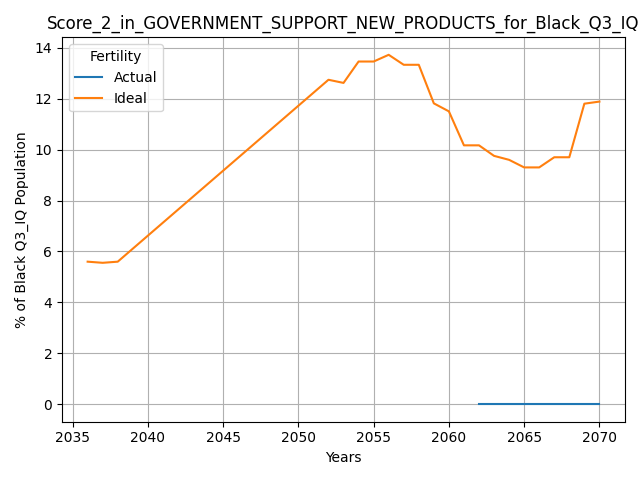 Score_2_in_GOVERNMENT_SUPPORT_NEW_PRODUCTS_for_Black_Q3_IQ
Fertility
Actual
Ideal
% of Black Q3_IQ Population
14
12
10
8
6
4
2
0
2035 2040 2045 2050 2055 2060 2065 2070
Years